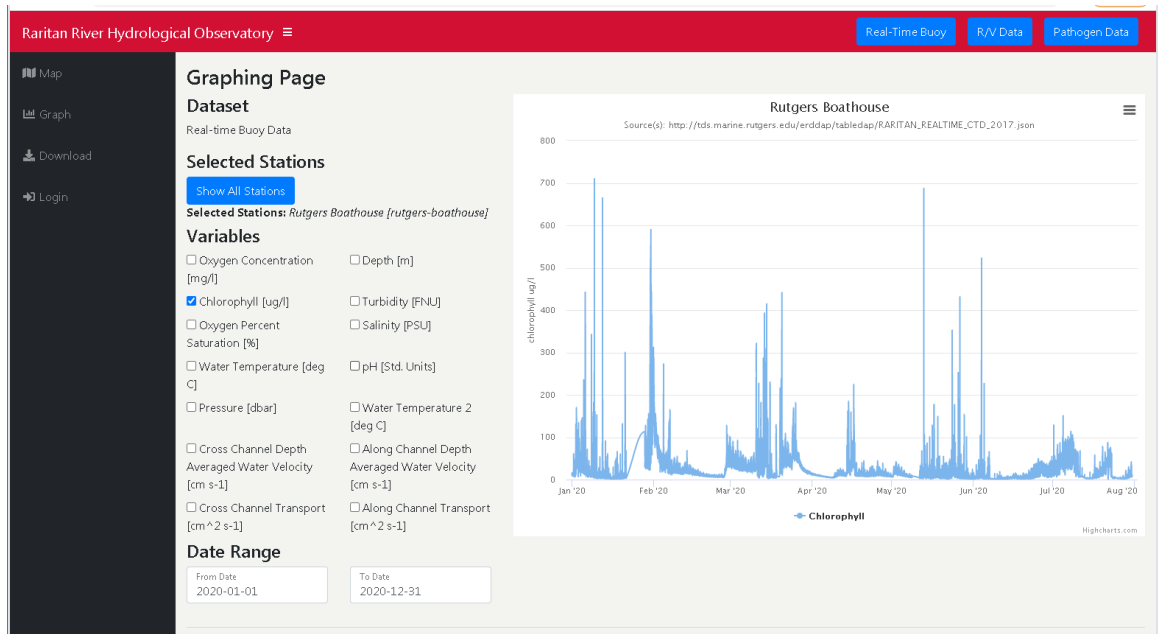 Raritan River Hydrological Observatory
Real-Time Buoy
R/V Data
Pathogen Data
Map
Graph
Download
Login
Graphing Page
Dataset
Real-time Buoy Data
Selected Stations
Show All Stations
Selected Stations: Rutgers Boathouse [rutgers-boathouse]
Variables
Oxygen Concentration
[mg/l]
Depth [m]
Chlorophyll [ug/l]
Turbidity [FNU]
Oxygen Percent
Saturation [%]
Salinity [PSU]
Water Temperature [deg
C]
pH [Std. Units]
Pressure [dbar]
Water Temperature 2
[deg C]
Cross Channel Depth
Averaged Water Velocity
[cm s-1]
Along Channel Depth
Averaged Water Velocity
[cm s-1]
Cross Channel Transport
[cm^2 s-1]
Along Channel Transport
[cm^2 s-1]
Date Range
From Date
2020-01-01
To Date
2020-12-31
Rutgers Boathouse
Source(s): http://tds.marine.rutgers.edu/erddap/tabledap/RARITAN_REALTIME_CTD_2017.json
chlorophyll ug/l
800
700
600
500
400
300
200
100
0
Jan '20
Feb '20
Mar '20
Apr '20
May '20
Jun '20
Jul '20
Aug '20
Chlorophyll
Highcharts.com